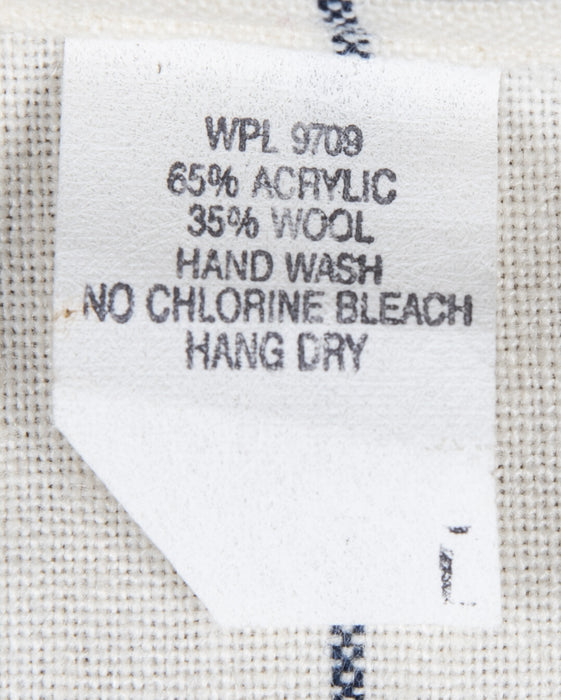 WPL 9709
65% ACRYLIC
35% WOOL
HAND WASH
NO CHLORINE BLEACH
HANG DRY